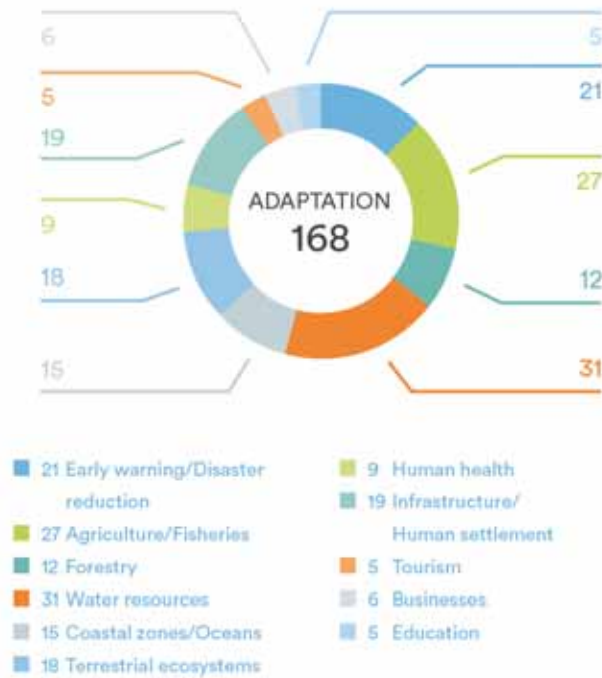 6
5
5
21
19
27
9
ADAPTATION
168
18
12
15
31
21 Early warning/Disaster
reduction
27 Agriculture/Fisheries
12 Forestry
31 Water resources
15 Coastal zones/Oceans
18 Terrestrial ecosystems
9 Human health
19 Infrastructure/
Human settlement
5 Tourism
6 Businesses
5 Education